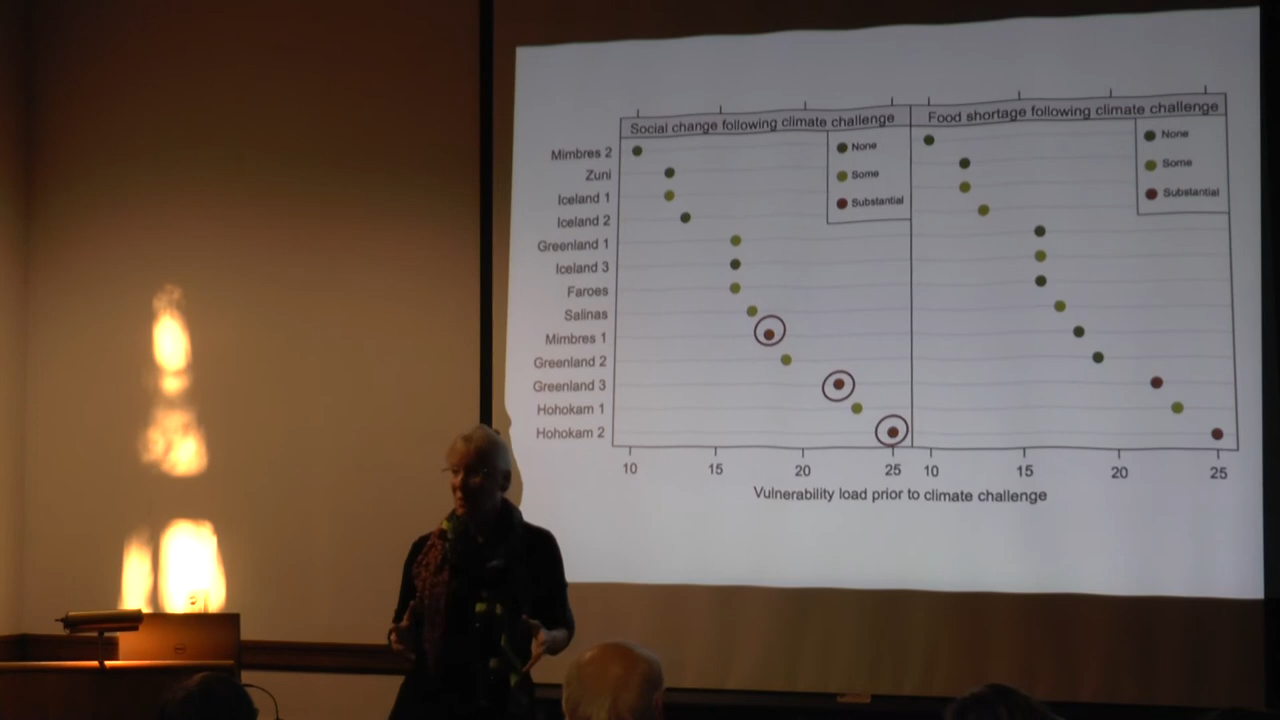 Social change following climate challenge
Food shortage following climate challenge
None
Some
Substantial
None
Some
Substantial
Mimbres 2
Zuni
Iceland 1
Iceland 2
Greenland 1
Iceland 3
Faroes
Salinas
Mimbres 1
Greenland 2
Greenland 3
Hohokam 1
Hohokam 2
10 15 20 25 10 15 20 25
Vulnerability load prior to climate challenge